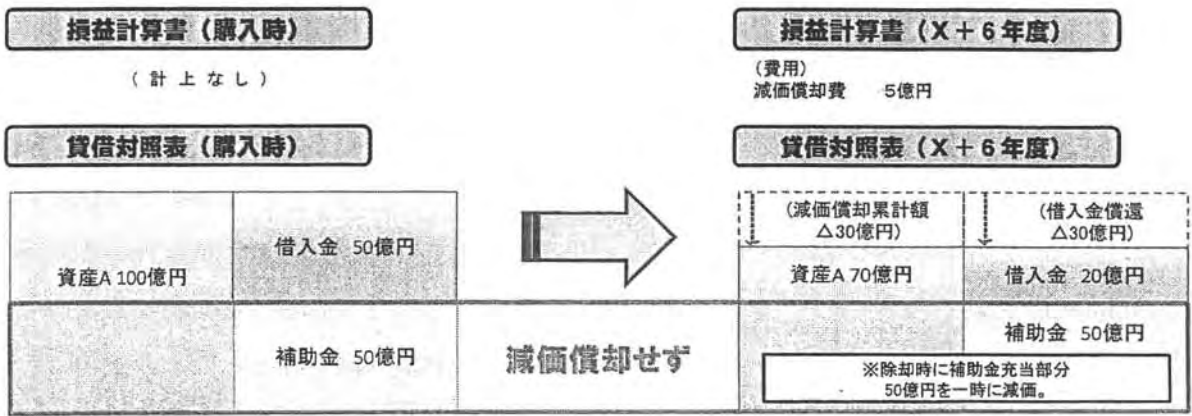 損益計算書（購入時）
（ 計 上 な し ）
貸借対照表（購入時）
資産A 100億円
借入金 50億円
補助金 50億円
減価償却せず
損益計算書（X＋6年度）
(費用)
減価償却費　5億円
貸借対照表（X＋6年度）
(減価償却累計額
△30億円)
(借入金償還
△30億円)
資産A 70億円
借入金 20億円
補助金 50億円
※除却時に補助金充当部分
50億円を一時に減価。